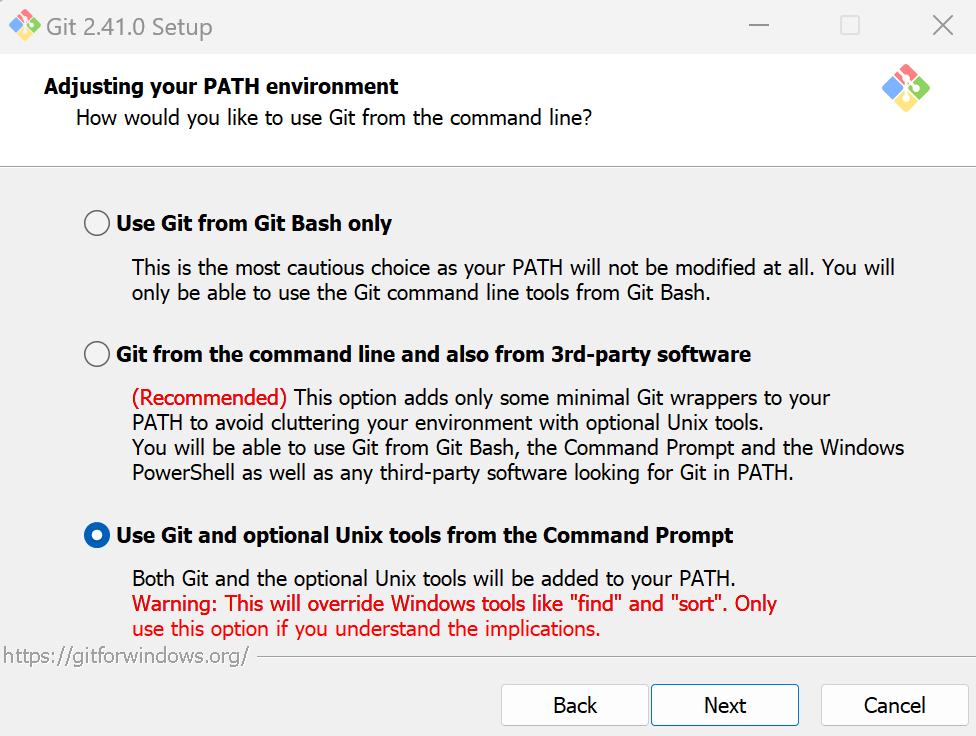 Git 2.41.0 Setup
Adjusting your PATH environment
How would you like to use Git from the command line?
Use Git from Git Bash only
This is the most cautious choice as your PATH will not be modified at all. You will
only be able to use the Git command line tools from Git Bash.
Git from the command line and also from 3rd-party software
(Recommended) This option adds only some minimal Git wrappers to your
PATH to avoid cluttering your environment with optional Unix tools.
You will be able to use Git from Git Bash, the Command Prompt and the Windows
PowerShell as well as any third-party software looking for Git in PATH.
Use Git and optional Unix tools from the Command Prompt
Both Git and the optional Unix tools will be added to your PATH.
Warning: This will override Windows tools like "find" and "sort". Only
use this option if you understand the implications.
https://gitforwindows.org/
Back Next Cancel